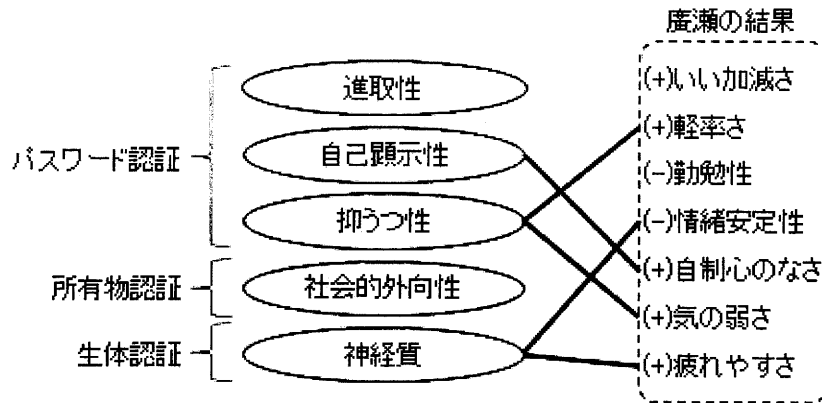 廣瀬の結果
パスワード認証
進取性
自己顕示性
抑うつ性
所有物認証
社会的外向性
生体認証
神経質
(+)いい加減さ
(+)軽率さ
(-)勤勉性
(-)情緒安定性
(+)自制心のなさ
(+)気の弱さ
(+)疲れやすさ